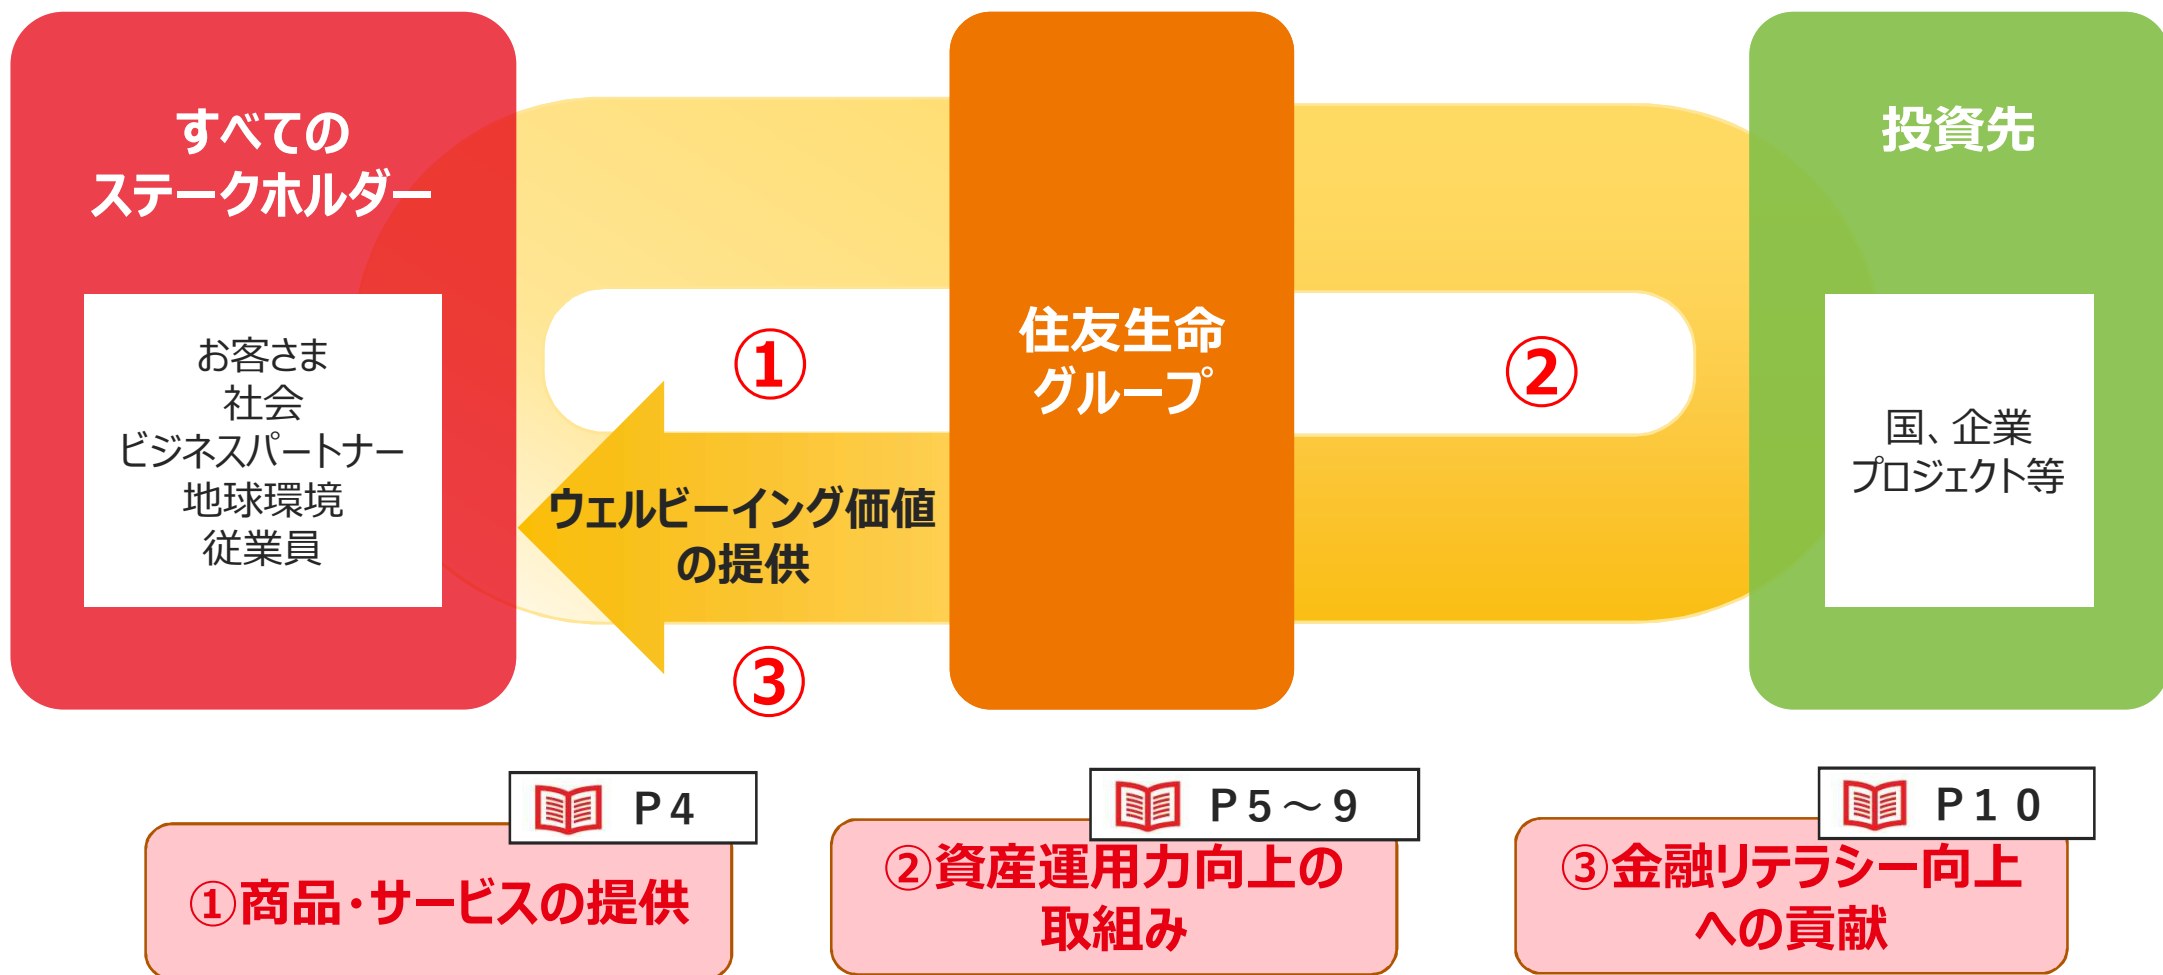 すべての
ステークホルダー
お客さま
社会
ビジネスパートナー
地球環境
従業員
①
ウェルビーイング価値
の提供
③
住友生命
グループ
②
投資先
国、企業
プロジェクト等
P4
①商品・サービスの提供
P5～9
②資産運用力向上の
取組み
P10
③金融リテラシー向上
への貢献